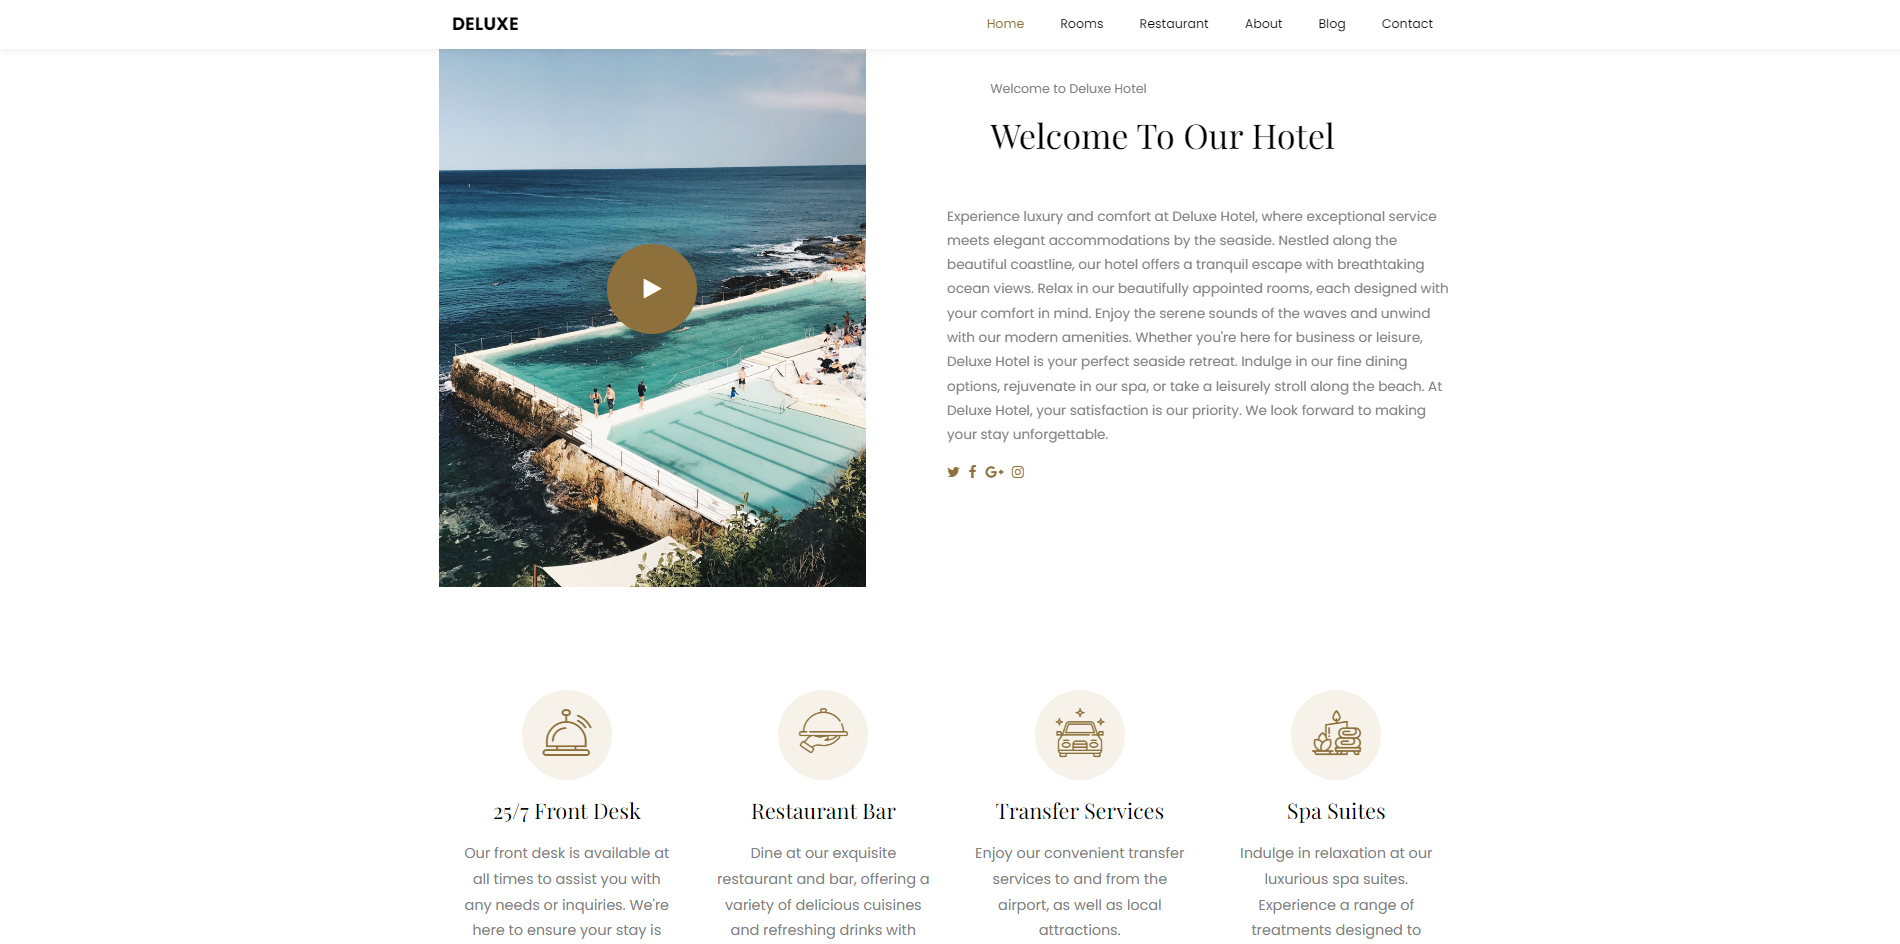 DELUXE
Home Rooms Restaurant About Blog Contact
Welcome to Deluxe Hotel
Welcome To Our Hotel
Experience luxury and comfort at Deluxe Hotel, where exceptional service
meets elegant accommodations by the seaside. Nestled along the
beautiful coastline, our hotel offers a tranquil escape with breathtaking
ocean views. Relax in our beautifully appointed rooms, each designed with
your comfort in mind. Enjoy the serene sounds of the waves and unwind
with our modern amenities. Whether you're here for business or leisure,
Deluxe Hotel is your perfect seaside retreat. Indulge in our fine dining
options, rejuvenate in our spa, or take a leisurely stroll along the beach. At
Deluxe Hotel, your satisfaction is our priority. We look forward to making
your stay unforgettable.
25/7 Front Desk
Our front desk is available at
all times to assist you with
any needs or inquiries. We're
here to ensure your stay is
Restaurant Bar
Dine at our exquisite
restaurant and bar, offering a
variety of delicious cuisines
and refreshing drinks with
Transfer Services
Enjoy our convenient transfer
services to and from the
airport, as well as local
attractions.
Spa Suites
Indulge in relaxation at our
luxurious spa suites.
Experience a range of
treatments designed to